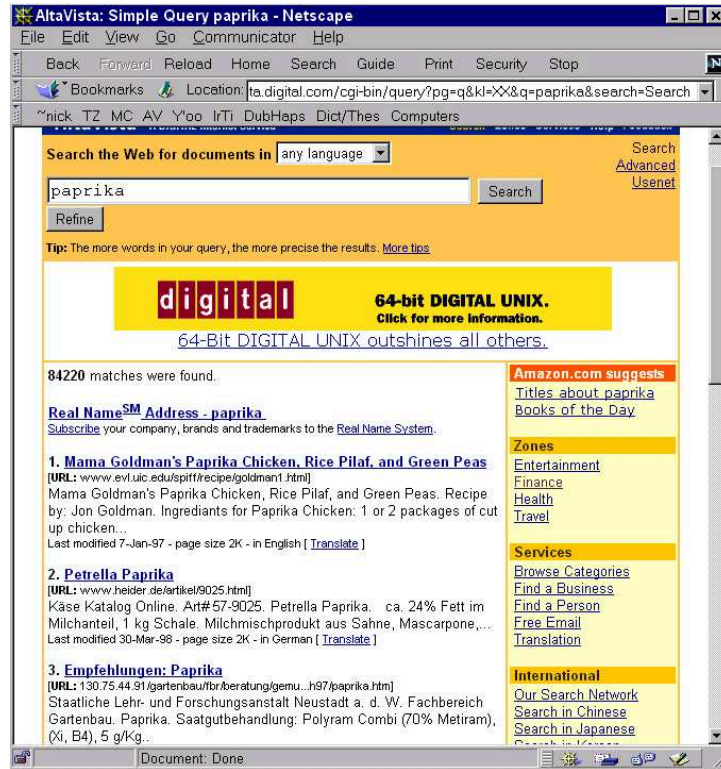 AltaVista: Simple Query paprika - Netscape
File Edit View Go Communicator Help
Back Forward Reload Home Search Guide Print Security Stop
N
Bookmarks Location: ta.digital.com/cgi-bin/query?pg=q&kl=XX&q=paprika&search=Search
~nick TZ MC AV Y'oo IrTi DubHaps Dict/Thes Computers
Search the Web for documents in any language
Search
Advanced
Usenet
paprika
Search
Refine
Tip: The more words in your query, the more precise the results. More tips
digital
64-bit DIGITAL UNIX.
Click for more information.
64-Bit DIGITAL UNIX outshines all others.
84220 matches were found.
Real NameSM Address - paprika
Subscribe your company, brands and trademarks to the Real Name System.
1. Mama Goldman's Paprika Chicken, Rice Pilaf, and Green Peas
[URL: www.evl.uic.edu/spiff/recipe/goldman1.html]
Mama Goldman's Paprika Chicken, Rice Pilaf, and Green Peas. Recipe
by: Jon Goldman. Ingrediants for Paprika Chicken: 1 or 2 packages of cut
up chicken...
Last modified 7-Jan-97 - page size 2K - in English [ Translate ]
2. Petrella Paprika
[URL: www.heider.de/artikel/9025.html]
Käse Katalog Online. Art# 57-9025. Petrella Paprika. ca. 24% Fett im
Milchanteil, 1 kg Schale. Milchmischprodukt aus Sahne, Mascarpone,...
Last modified 30-Mar-98 - page size 2K - in German [ Translate ]
3. Empfehlungen: Paprika
[URL: 130.75.44.91/gartenbau/fbr/beratung/gemu...h97/paprika.htm]
Staatliche Lehr- und Forschungsanstalt Neustadt a. d. W. Fachbereich
Gartenbau. Paprika. Saatgutbehandlung: Polyram Combi (70% Metiram),
(Xi, B4), 5 g/Kg..
Amazon.com suggests
Titles about paprika
Books of the Day
Zones
Entertainment
Finance
Health
Travel
Services
Browse Categories
Find a Business
Find a Person
Free Email
Translation
International
Our Search Network
Search in Chinese
Search in Japanese
Document: Done